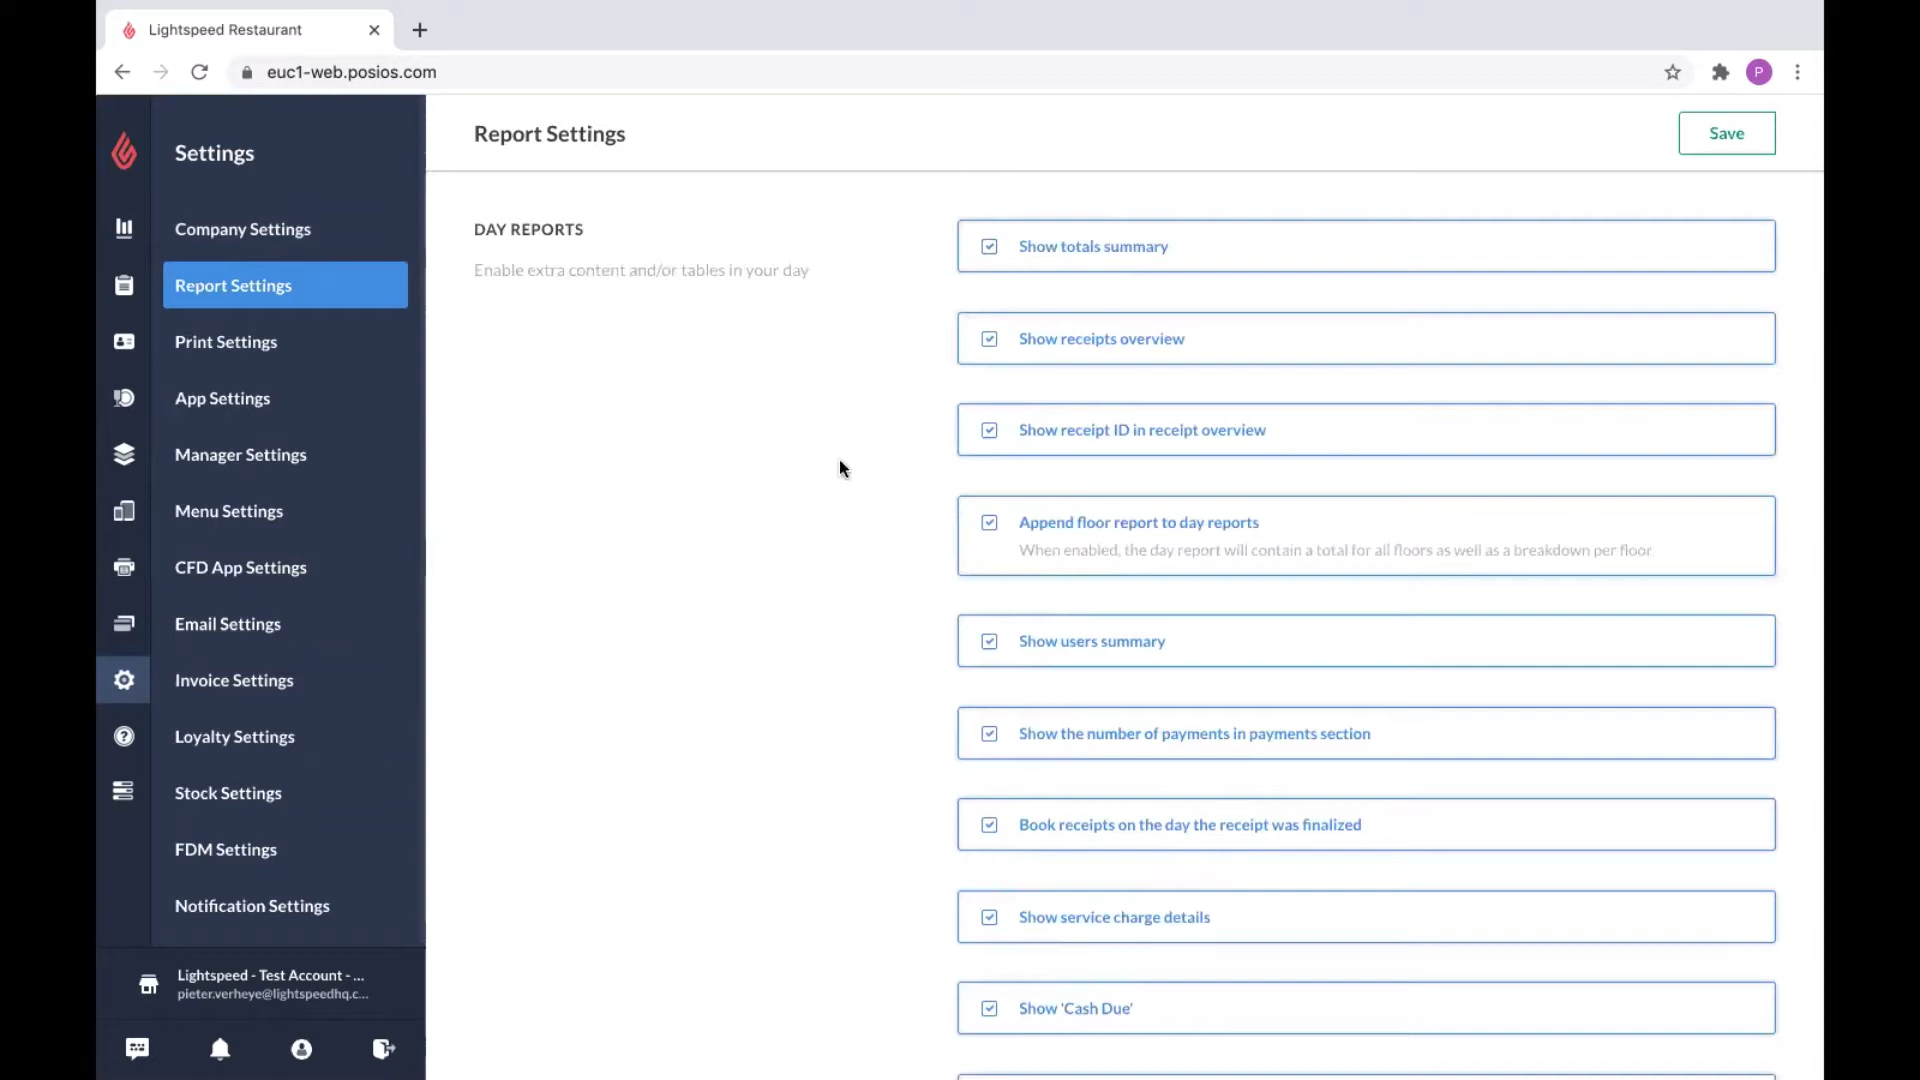 Lightspeed Restaurant
euc1-web.posios.com
P
Settings
Company Settings
Report Settings
Print Settings
App Settings
Manager Settings
Menu Settings
CFD App Settings
Email Settings
Invoice Settings
Loyalty Settings
Stock Settings
FDM Settings
Notification Settings
Lightspeed - Test Account - ...
pieter.verheye@lightspeedhq.c...
Report Settings
Save
DAY REPORTS
Enable extra content and/or tables in your day
Show totals summary
Show receipts overview
Show receipt ID in receipt overview
Append floor report to day reports
When enabled, the day report will contain a total for all floors as well as a breakdown per floor
Show users summary
Show the number of payments in payments section
Book receipts on the day the receipt was finalized
Show service charge details
Show 'Cash Due'